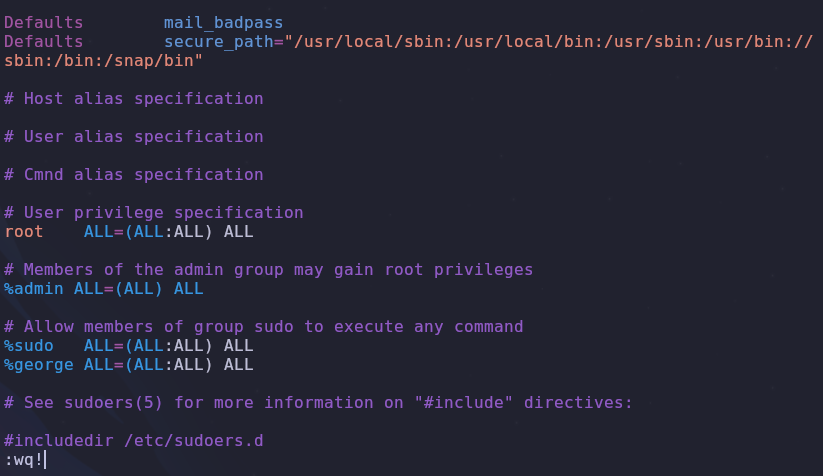 Defaults        mail_badpass
Defaults        secure_path="/usr/local/sbin:/usr/local/bin:/usr/sbin:/usr/bin://
sbin:/bin:/snap/bin"
# Host alias specification
# User alias specification
# Cmnd alias specification
# User privilege specification
root    ALL=(ALL:ALL) ALL
# Members of the admin group may gain root privileges
%admin ALL=(ALL) ALL
# Allow members of group sudo to execute any command
%sudo   ALL=(ALL:ALL) ALL
%george ALL=(ALL:ALL) ALL
# See sudoers(5) for more information on "#include" directives:
#includedir /etc/sudoers.d
:wq!